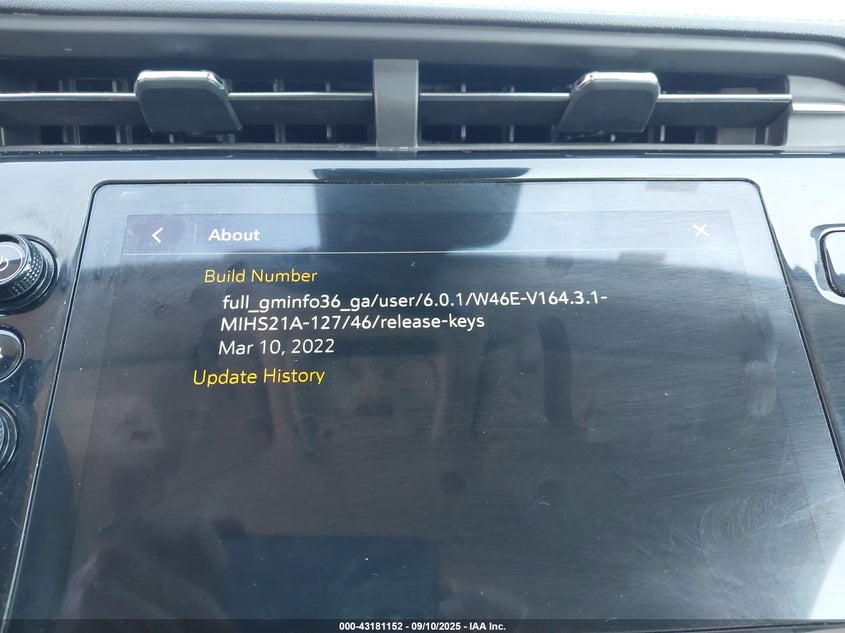 About
Build Number
full_gminfo36_ga/user/6.0.1/W46E-V164.3.1-
MIHS21A-127/46/release-keys
Mar 10, 2022
Update History
000-43181152 - 09/10/2025 - IAA Inc.